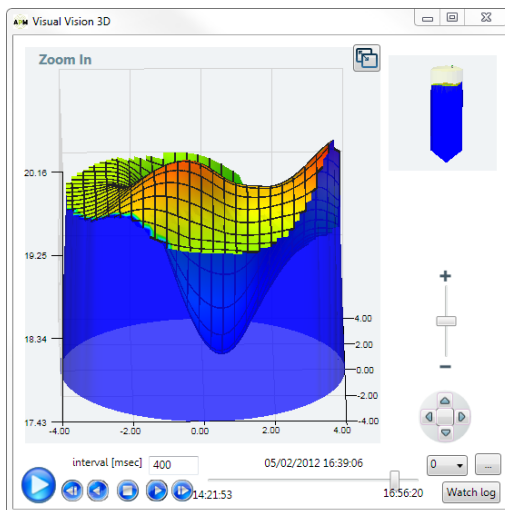 APM Visual Vision 3D
Zoom In
20.16
19.25
18.34
17.43
-4.00 -2.00 0.00 2.00 4.00
4.00
2.00
0.00
-2.00
-4.00
+
−
interval [msec] 400 05/02/2012 16:39:06 0 ...
14:21:53 16:56:20 Watch log